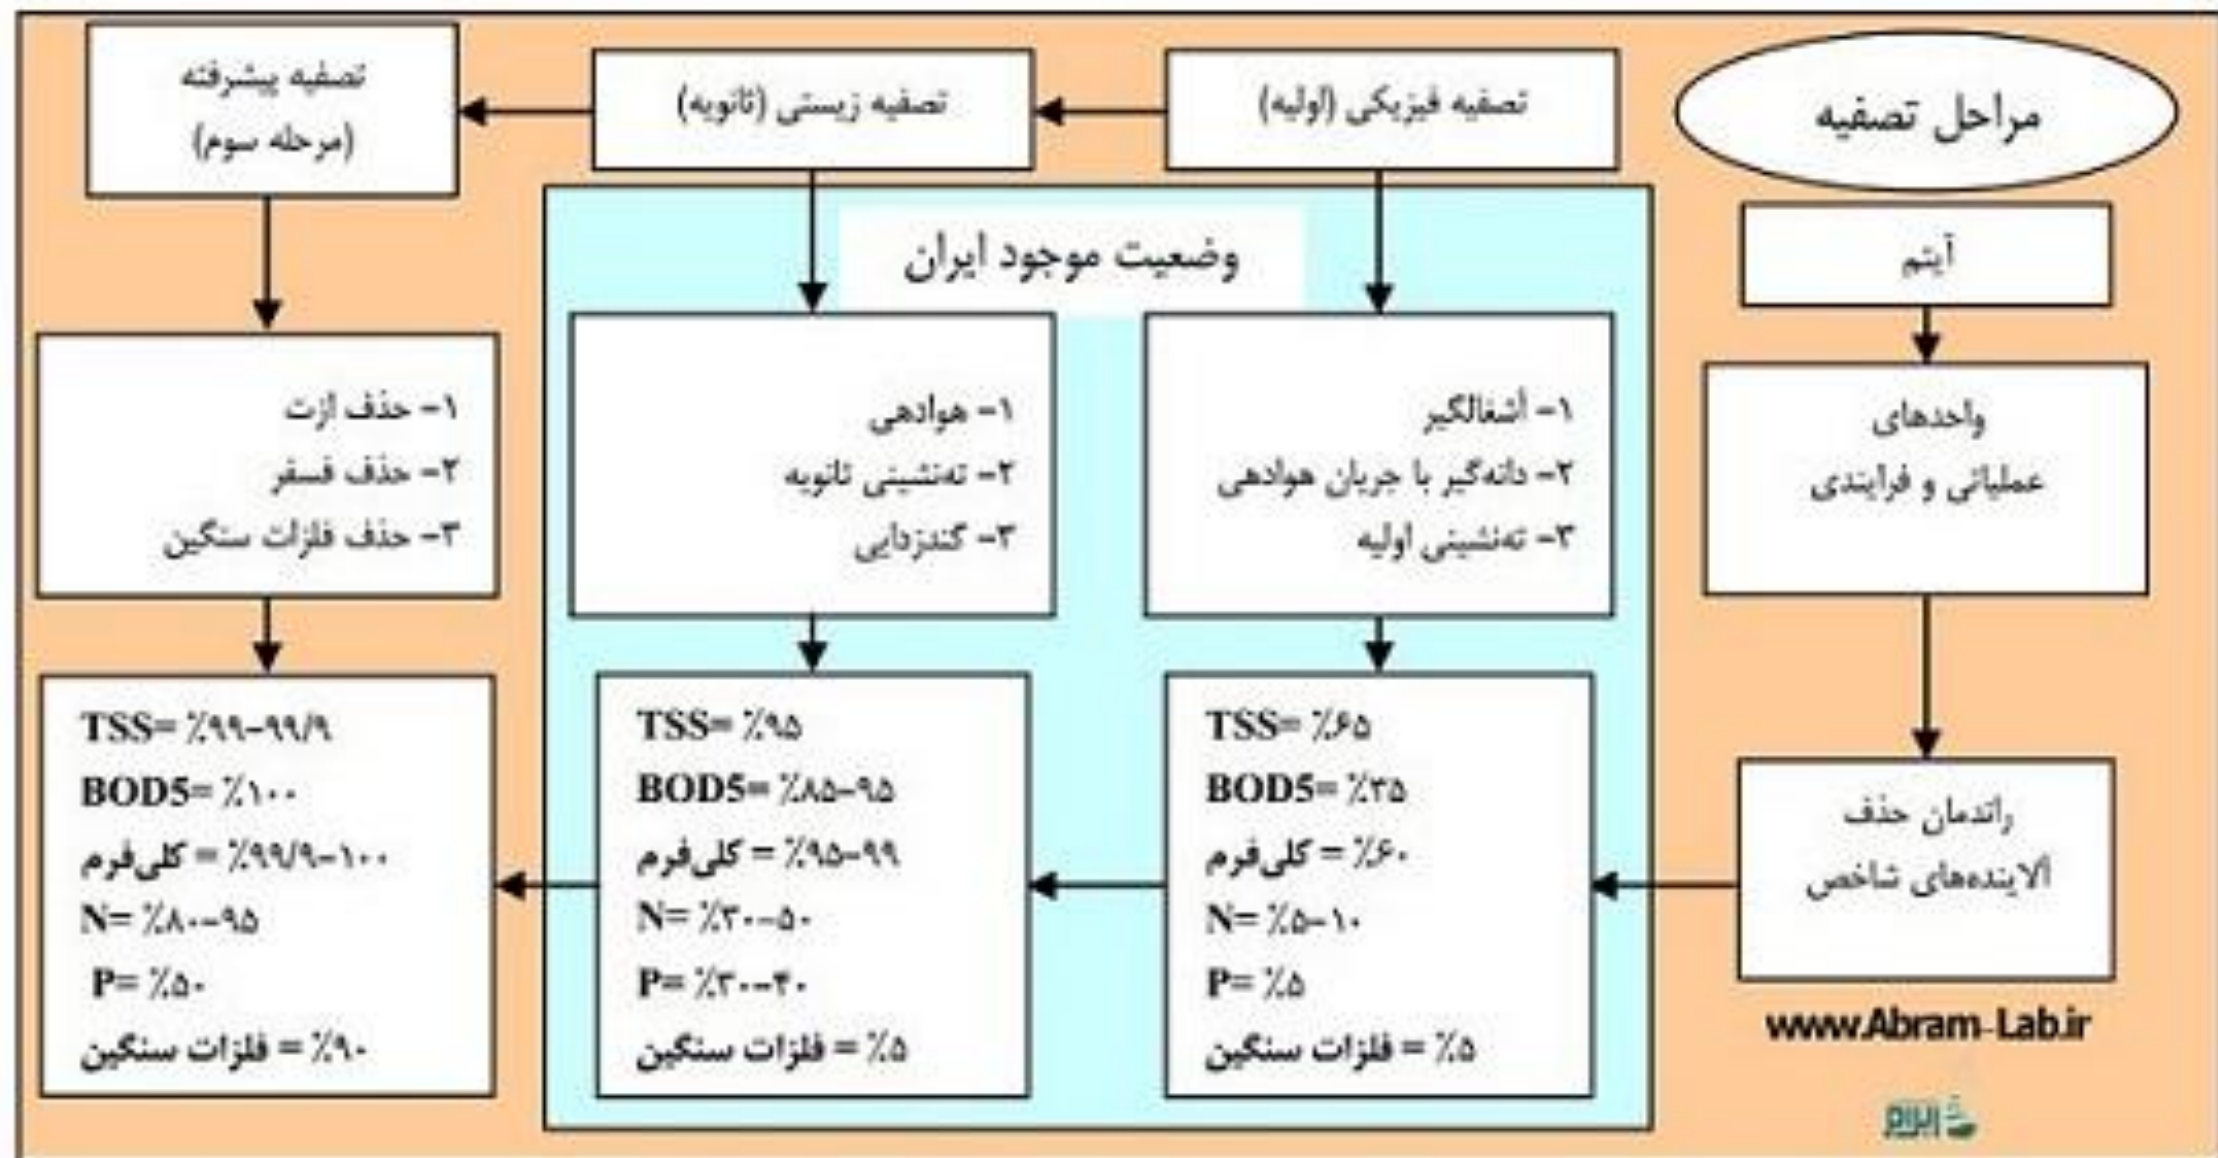 مراحل تصفیه
تصفیه فیزیکی (اولیه)
تصفیه زیستی (ثانویه)
تصفیه پیشرفته
(مرحله سوم)
آیتم
وضعیت موجود ایران
واحدهای
عملیاتی و فرایندی
۱- آشغالگیر
۲- دانه‌گیر با جریان هوادهی
۳- ته‌نشینی اولیه
۱- هوادهی
۲- ته‌نشینی ثانویه
۳- گندزدایی
۱- حذف ازت
۲- حذف فسفر
۳- حذف فلزات سنگین
راندمان حذف
آلاینده‌های شاخص
TSS= %۶۵
BOD5= %۳۵
کلی‌فرم = %۶۰
N= %۵-۱۰
P= %۵
فلزات سنگین = %۵
TSS= %۹۵
BOD5= %۸۵-۹۵
کلی‌فرم = %۹۵-۹۹
N= %۳۰-۵۰
P= %۳۰-۴۰
فلزات سنگین = %۵
TSS= %۹۹-۹۹/۹
BOD5= %۱۰۰
کلی‌فرم = %۹۹/۹-۱۰۰
N= %۸۰-۹۵
P= %۵۰
فلزات سنگین = %۹۰
www.Abram-Lab.ir
ابرام